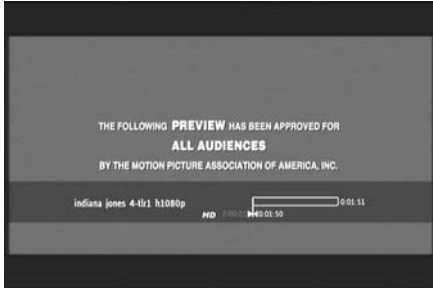 THE FOLLOWING PREVIEW HAS BEEN APPROVED FOR
ALL AUDIENCES
BY THE MOTION PICTURE ASSOCIATION OF AMERICA, INC.
indiana jones 4-tlr1 h1080p 0:01:51
HD 0:01:50